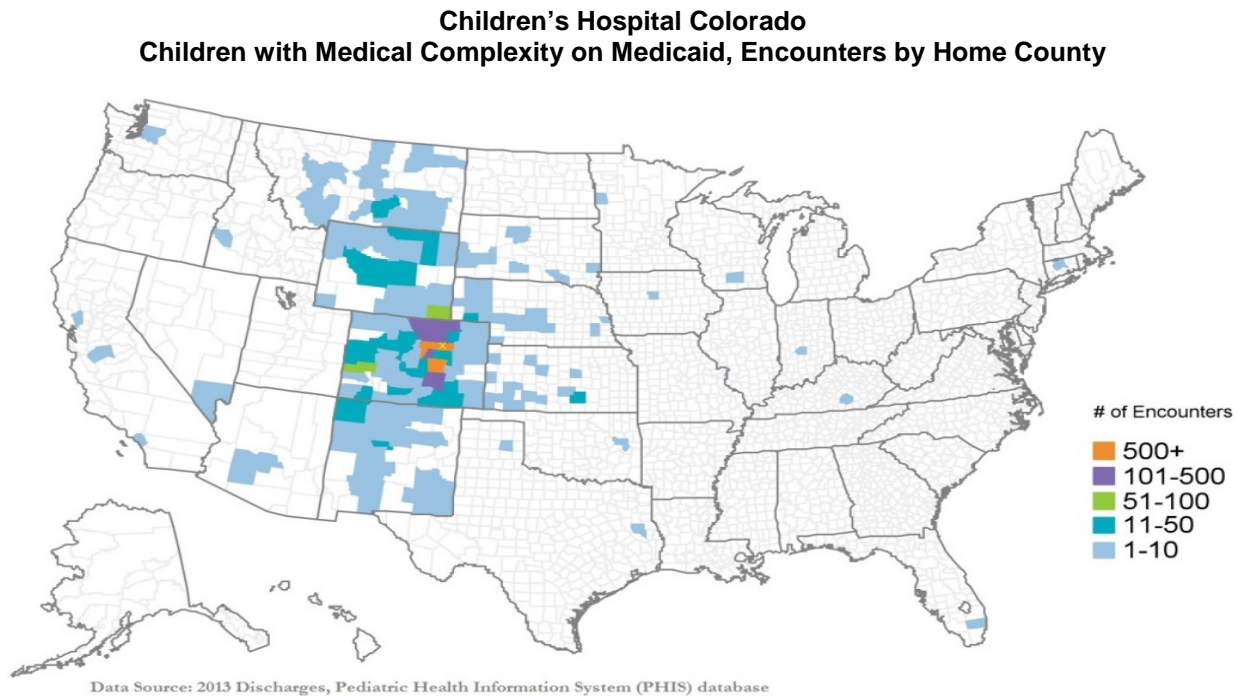 Children’s Hospital Colorado
Children with Medical Complexity on Medicaid, Encounters by Home County
# of Encounters
500+
101-500
51-100
11-50
1-10
Data Source: 2013 Discharges, Pediatric Health Information System (PHIS) database